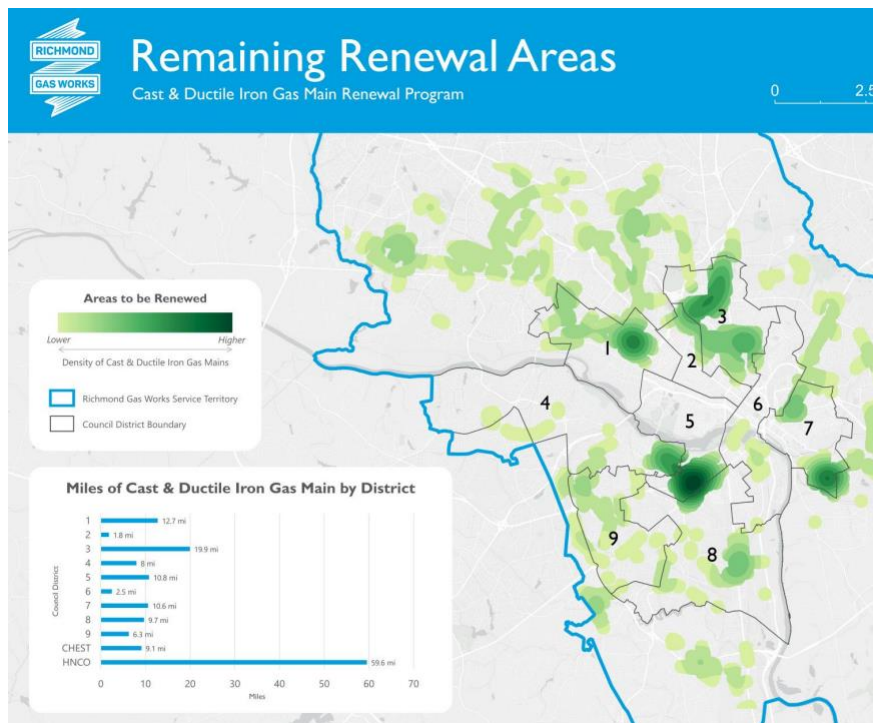 RICHMOND
GAS WORKS
Remaining Renewal Areas
Cast & Ductile Iron Gas Main Renewal Program
0 2.5
Areas to be Renewed
Lower Higher
Density of Cast & Ductile Iron Gas Mains
Richmond Gas Works Service Territory
Council District Boundary
1
2
3
4
5
6
7
8
9
Miles of Cast & Ductile Iron Gas Main by District
Council District
1 12.7 mi
2 1.8 mi
3 19.9 mi
4 8 mi
5 10.8 mi
6 2.5 mi
7 10.6 mi
8 9.7 mi
9 6.3 mi
CHEST 9.1 mi
HNCO 59.6 mi
0 10 20 30 40 50 60 70
Miles